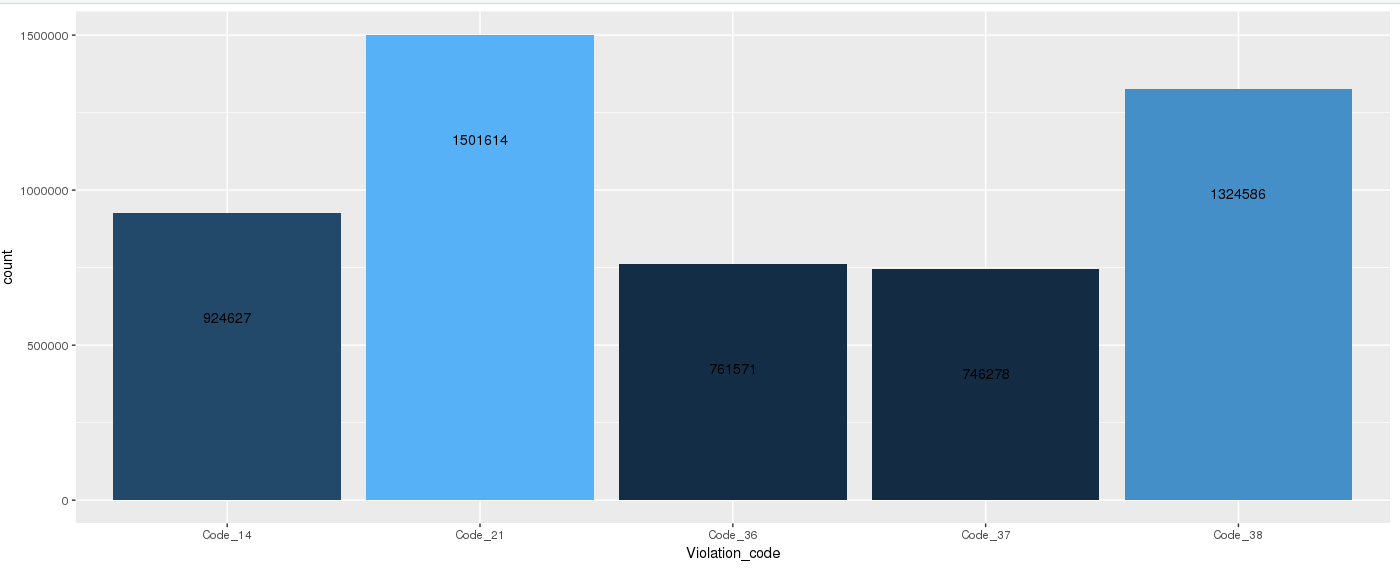 1500000
1000000
500000
0
count
1501614
1324586
924627
761571
746278
Code_14
Code_21
Code_36
Code_37
Code_38
Violation_code